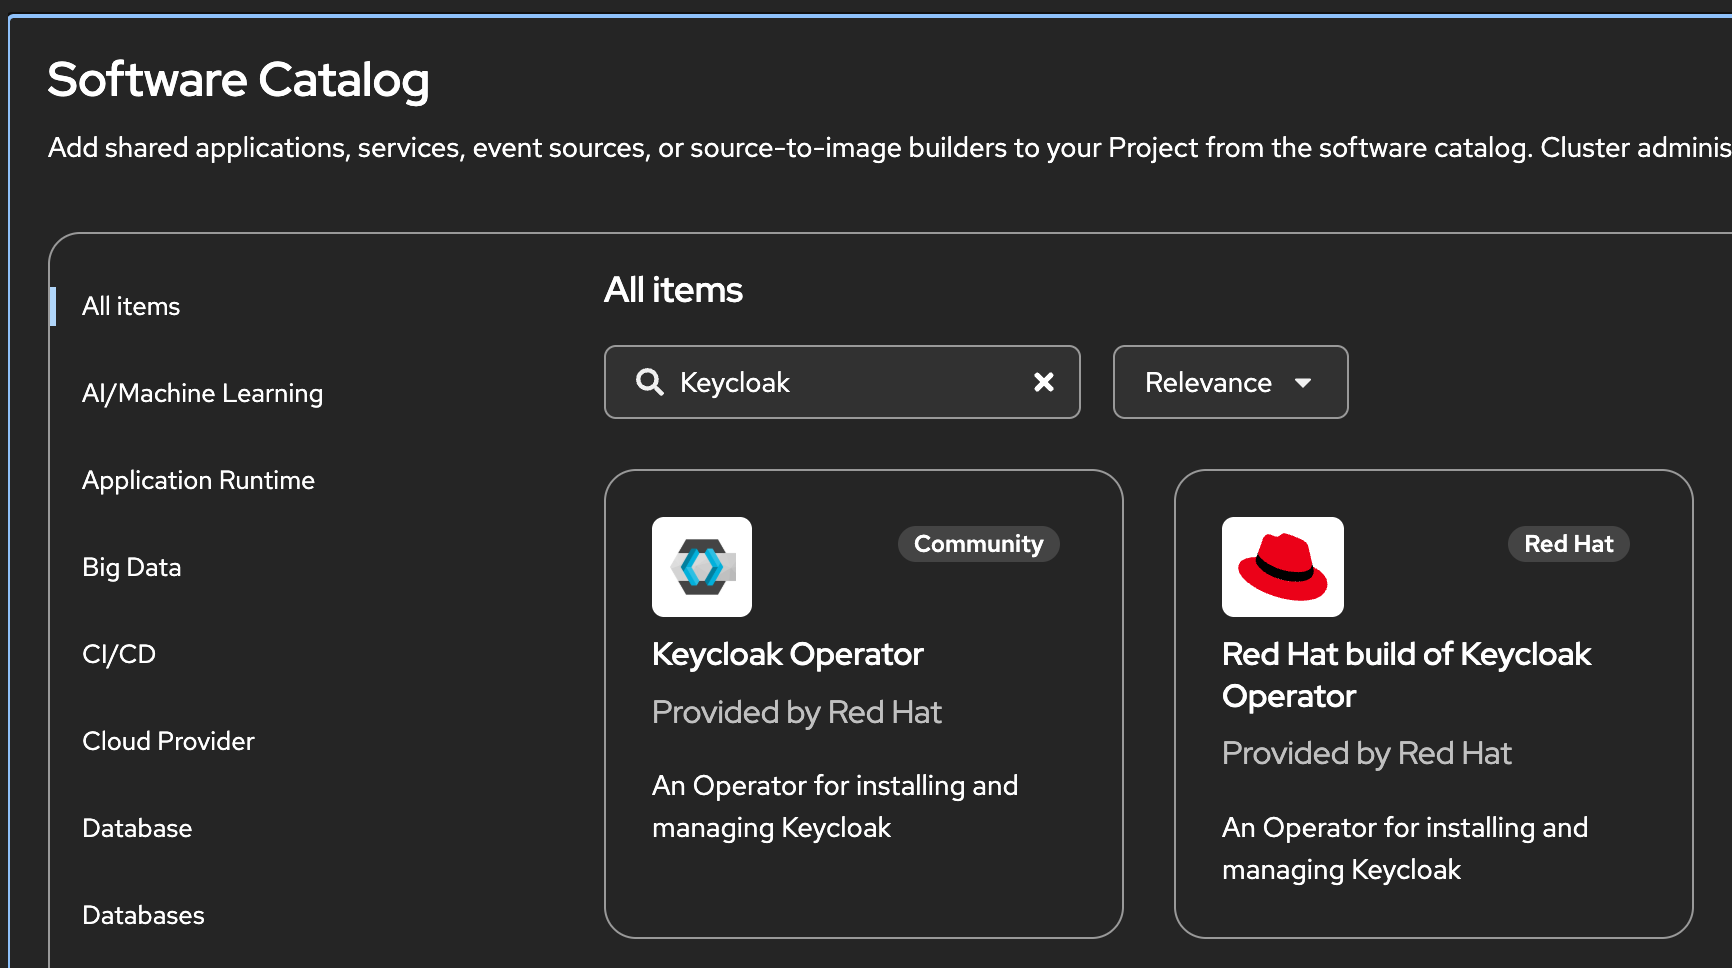 Software Catalog
Add shared applications, services, event sources, or source-to-image builders to your Project from the software catalog. Cluster adminis
All items
AI/Machine Learning
Application Runtime
Big Data
CI/CD
Cloud Provider
Database
Databases
All items
Keycloak
Relevance
Community
Keycloak Operator
Provided by Red Hat
An Operator for installing and
managing Keycloak
Red Hat
Red Hat build of Keycloak
Operator
Provided by Red Hat
An Operator for installing and
managing Keycloak